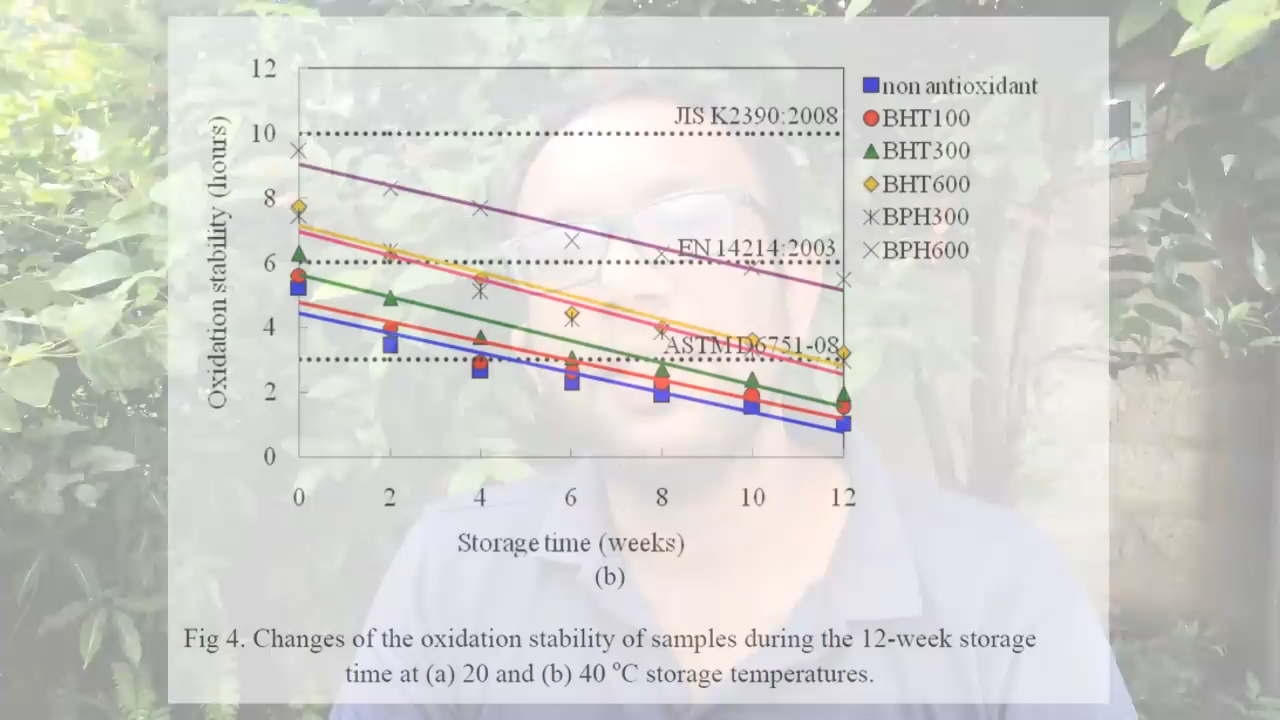 12
10
8
6
4
2
0
Oxidation stability (hours)
JIS K2390:2008
EN 14214:2003
ASTM D6751-08
non antioxidant
BHT100
BHT300
BHT600
BPH300
BPH600
0 2 4 6 8 10 12
Storage time (weeks)
(b)
Fig 4. Changes of the oxidation stability of samples during the 12-week storage
time at (a) 20 and (b) 40 °C storage temperatures.